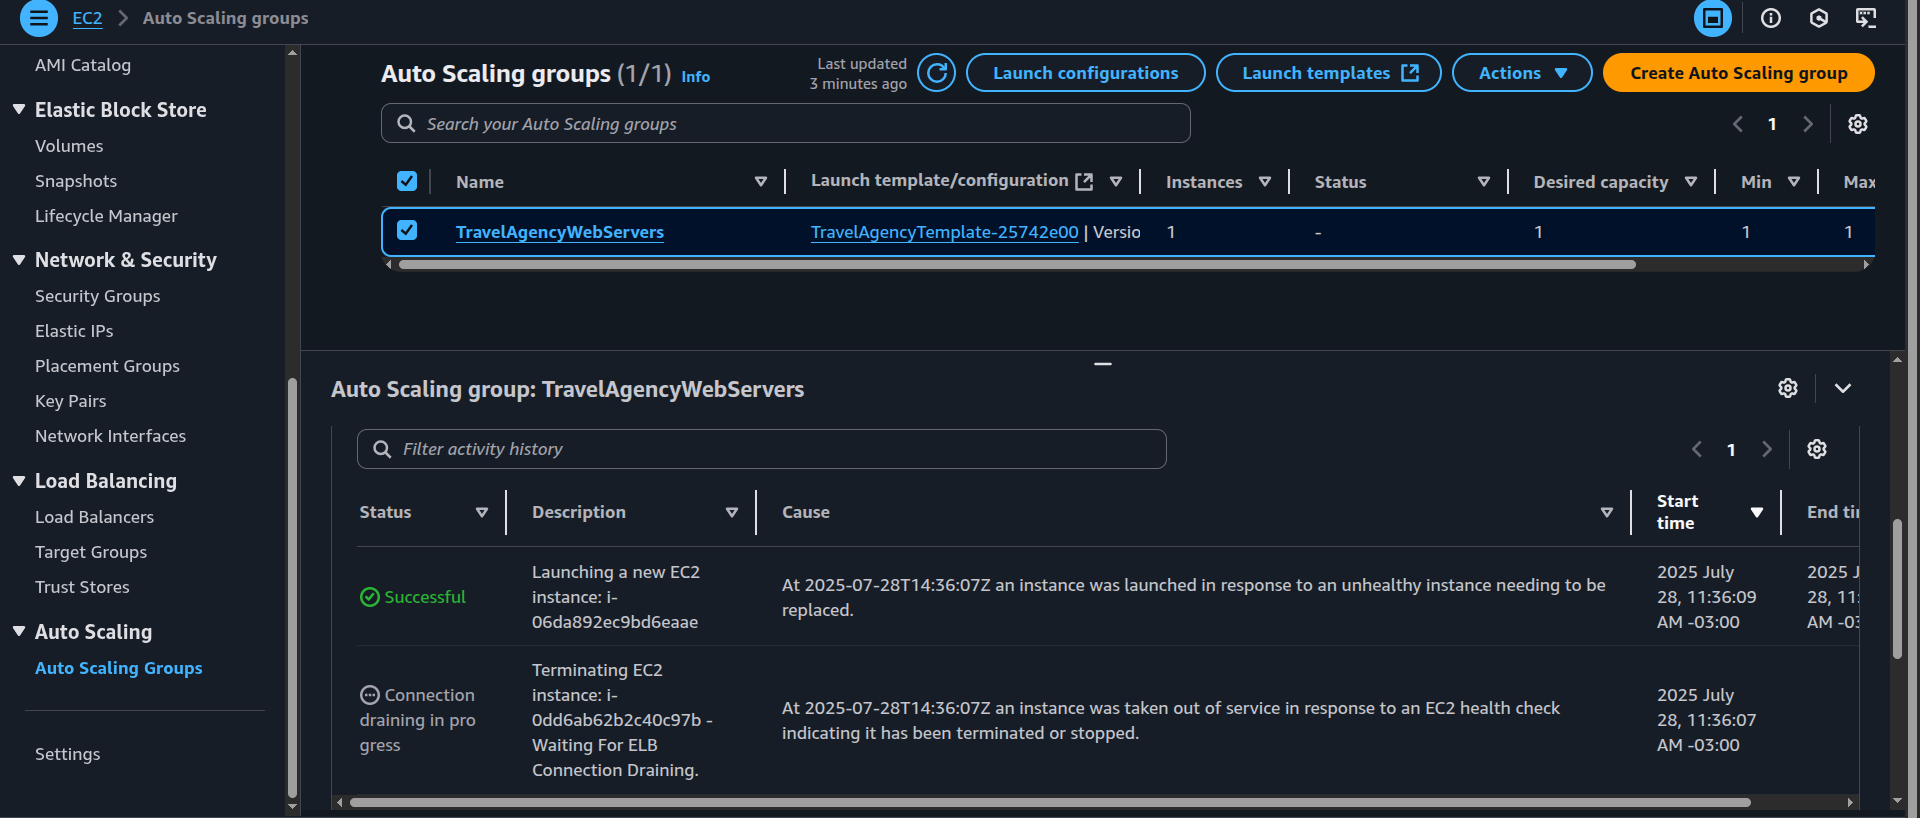 EC2 > Auto Scaling groups
AMI Catalog
Elastic Block Store
Volumes
Snapshots
Lifecycle Manager
Network & Security
Security Groups
Elastic IPs
Placement Groups
Key Pairs
Network Interfaces
Load Balancing
Load Balancers
Target Groups
Trust Stores
Auto Scaling
Auto Scaling Groups
Settings
Auto Scaling groups (1/1) Info
Last updated
3 minutes ago
Launch configurations
Launch templates
Actions
Create Auto Scaling group
Search your Auto Scaling groups
1
Name Launch template/configuration Instances Status Desired capacity Min Max
TravelAgencyWebServers TravelAgencyTemplate-25742e00 | Versio 1 - 1 1 1
Auto Scaling group: TravelAgencyWebServers
Filter activity history
1
Status Description Cause Start time End tir
Successful
Launching a new EC2
instance: i-
06da892ec9bd6eaae
At 2025-07-28T14:36:07Z an instance was launched in response to an unhealthy instance needing to be
replaced.
2025 July
28, 11:36:09
AM -03:00
2025 J
28, 11:
AM -03
Connection
draining in pro
gress
Terminating EC2
instance: i-
0dd6ab62b2c40c97b -
Waiting For ELB
Connection Draining.
At 2025-07-28T14:36:07Z an instance was taken out of service in response to an EC2 health check
indicating it has been terminated or stopped.
2025 July
28, 11:36:07
AM -03:00